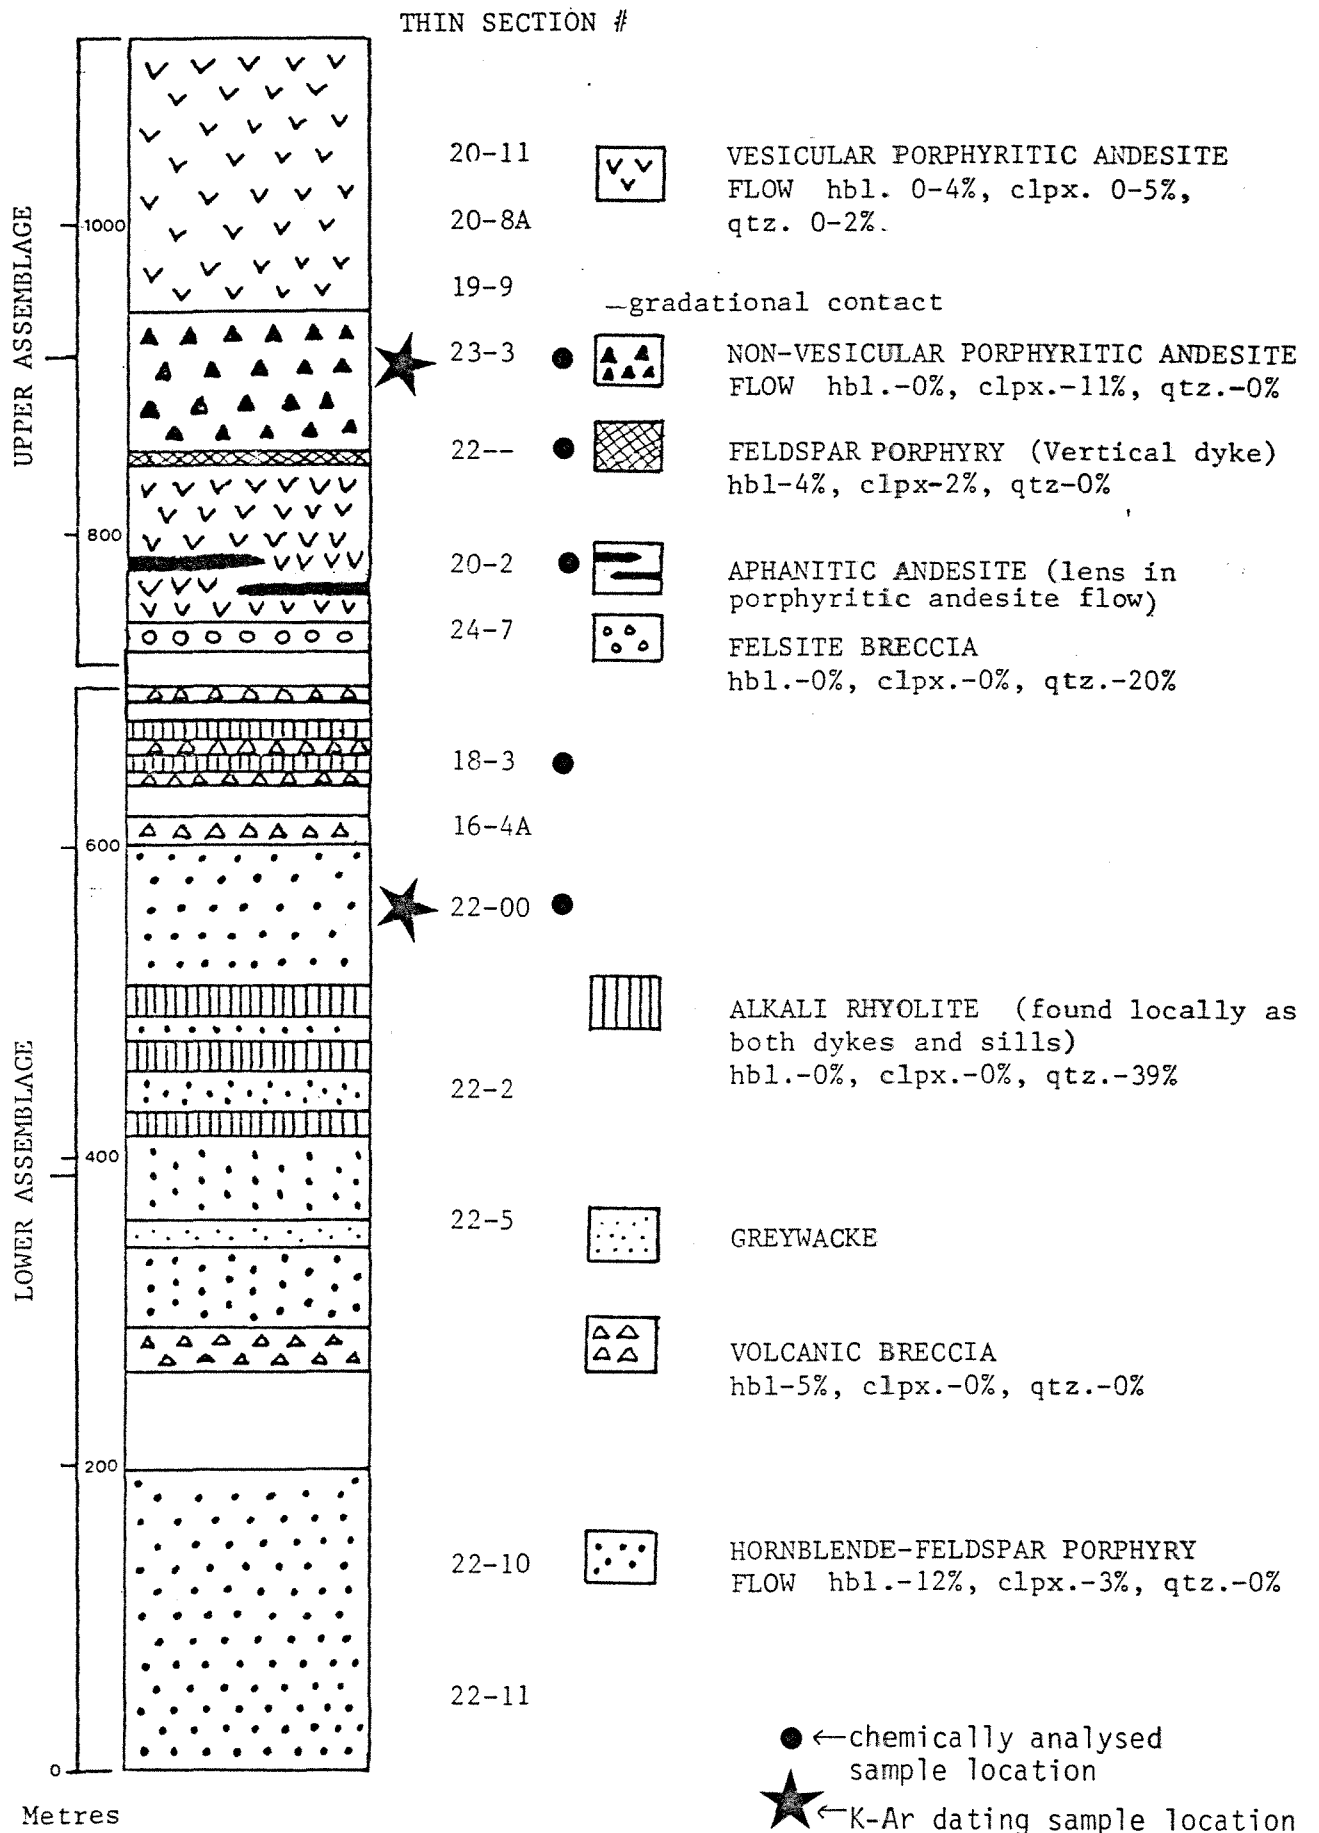 THIN SECTION #
20-11
VESICULAR PORPHYRITIC ANDESITE
FLOW hbl. 0-4%, clpx. 0-5%,
qtz. 0-2%.
1000
20-8A
19-9
—gradational contact
UPPER ASSEMBLAGE
23-3
NON-VESICULAR PORPHYRITIC ANDESITE
FLOW hbl.-0%, clpx.-11%, qtz.-0%
22--
FELDSPAR PORPHYRY (Vertical dyke)
hbl-4%, clpx-2%, qtz-0%
800
20-2
APHANITIC ANDESITE (lens in
porphyritic andesite flow)
24-7
FELSITE BRECCIA
hbl.-0%, clpx.-0%, qtz.-20%
18-3
16-4A
600
22-00
ALKALI RHYOLITE (found locally as
both dykes and sills)
hbl.-0%, clpx.-0%, qtz.-39%
22-2
LOWER ASSEMBLAGE
400
22-5
GREYWACKE
VOLCANIC BRECCIA
hbl-5%, clpx.-0%, qtz.-0%
200
22-10
HORNBLENDE-FELDSPAR PORPHYRY
FLOW hbl.-12%, clpx.-3%, qtz.-0%
22-11
←chemically analysed
sample location
0
Metres
←K-Ar dating sample location